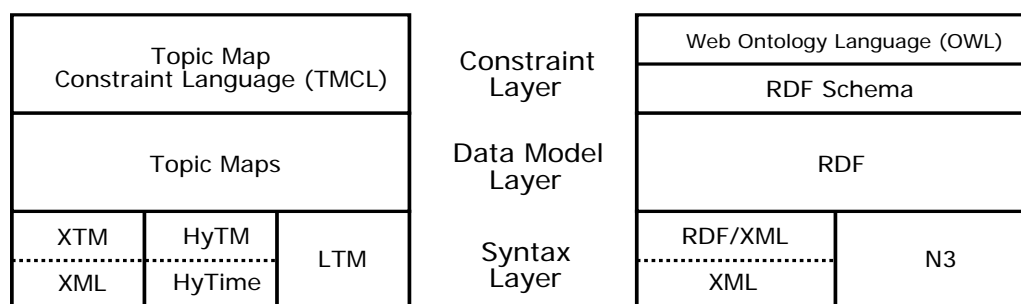 Topic Map
Constraint Language (TMCL)
Topic Maps
XTM
HyTM
LTM
XML
HyTime
Constraint
Layer
Data Model
Layer
Syntax
Layer
Web Ontology Language (OWL)
RDF Schema
RDF
RDF/XML
N3
XML